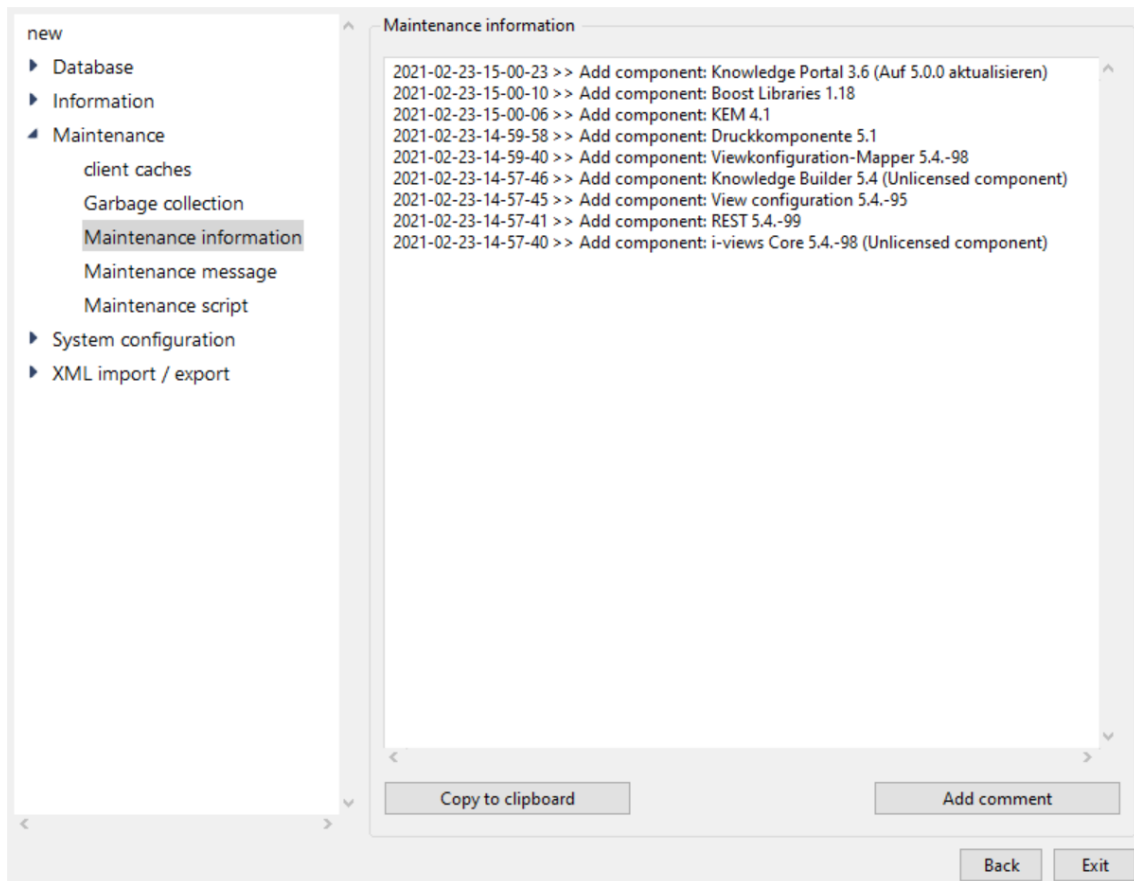 new
Database
Information
Maintenance
client caches
Garbage collection
Maintenance information
Maintenance message
Maintenance script
System configuration
XML import / export
Maintenance information
2021-02-23-15-00-23 >> Add component: Knowledge Portal 3.6 (Auf 5.0.0 aktualisieren)
2021-02-23-15-00-10 >> Add component: Boost Libraries 1.18
2021-02-23-15-00-06 >> Add component: KEM 4.1
2021-02-23-14-59-58 >> Add component: Druckkomponente 5.1
2021-02-23-14-59-40 >> Add component: Viewkonfiguration-Mapper 5.4.-98
2021-02-23-14-57-46 >> Add component: Knowledge Builder 5.4 (Unlicensed component)
2021-02-23-14-57-45 >> Add component: View configuration 5.4.-95
2021-02-23-14-57-41 >> Add component: REST 5.4.-99
2021-02-23-14-57-40 >> Add component: i-views Core 5.4.-98 (Unlicensed component)
Copy to clipboard
Add comment
Back
Exit